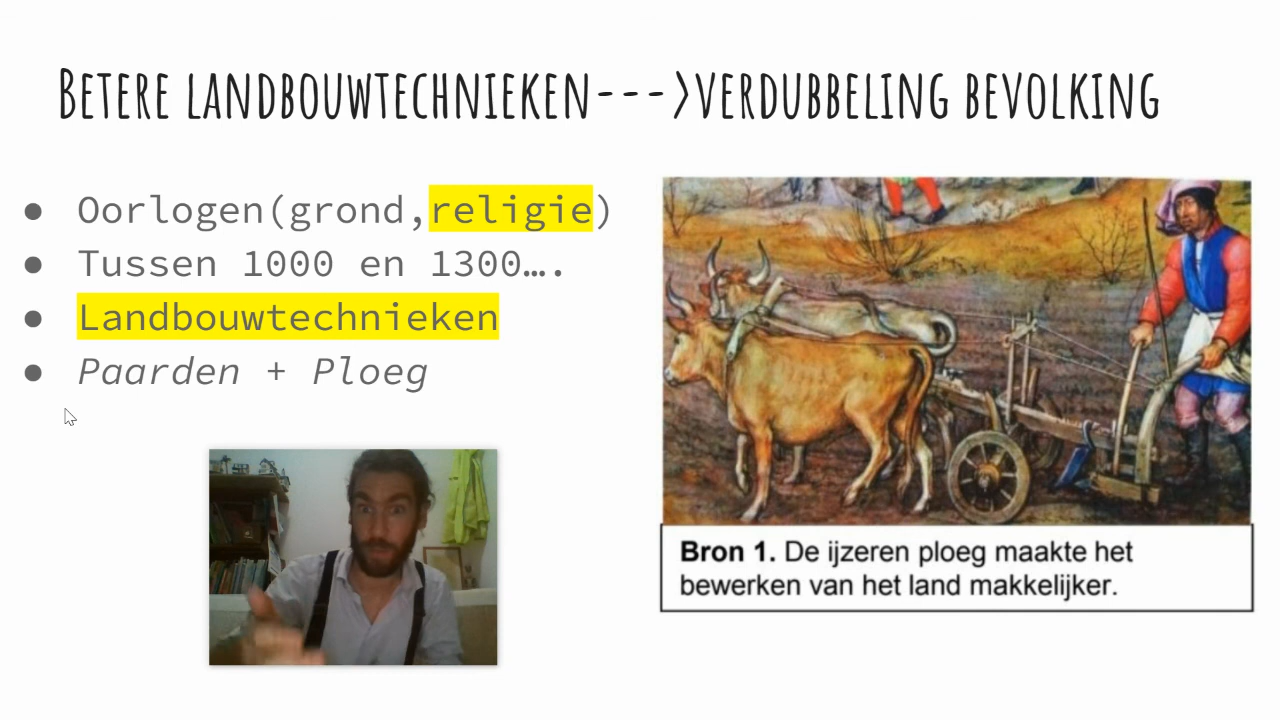 Betere landbouwtechnieken--->verdubbeling bevolking
● Oorlogen(grond,religie)
● Tussen 1000 en 1300….
● Landbouwtechnieken
● Paarden + Ploeg
Bron 1. De ijzeren ploeg maakte het
bewerken van het land makkelijker.